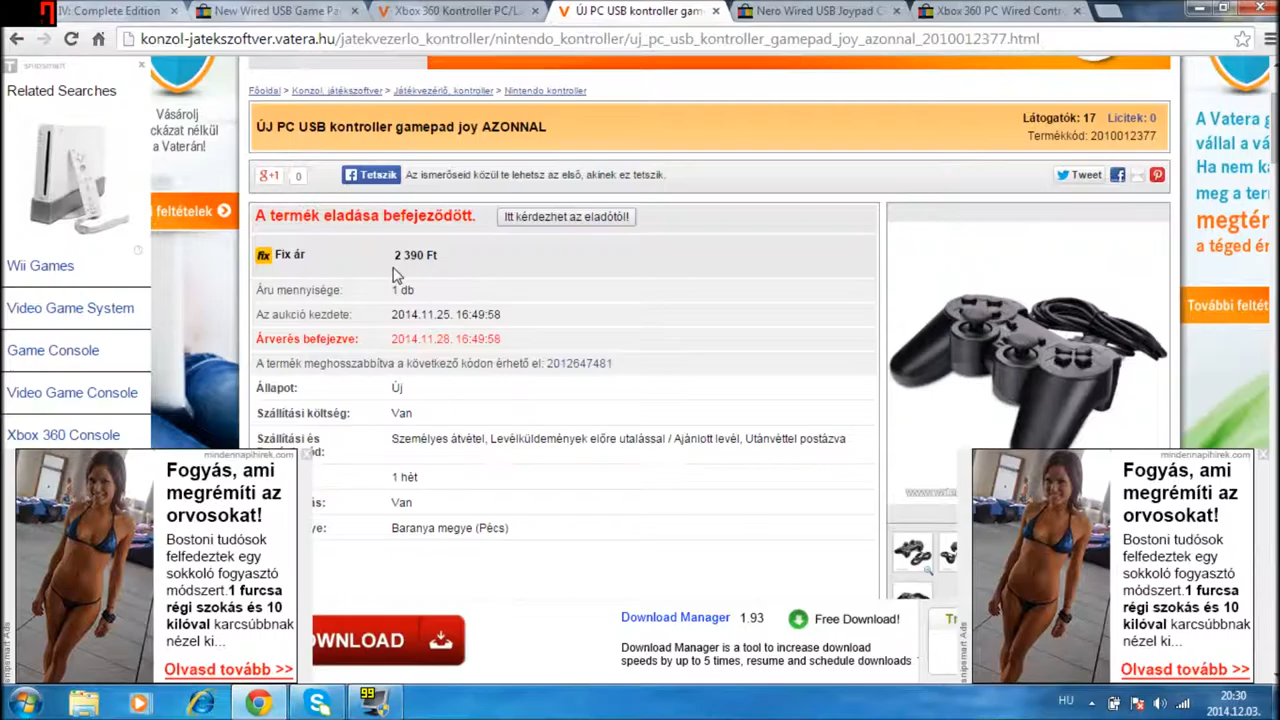 IV: Complete Edition
New Wired USB Game Pa
Xbox 360 Kontroller PC/L
ÚJ PC USB kontroller gam
Nero Wired USB Joypad C
Xbox 360 PC Wired Contr
konzol-jatekszoftver.vatera.hu/jatekvezerlo_kontroller/nintendo_kontroller/uj_pc_usb_kontroller_gamepad_joy_azonnal_2010012377.html
snipsmart
Related Searches
Wii Games
Video Game System
Game Console
Video Game Console
Xbox 360 Console
Vásárolj
ckázat nélkül
a Vaterán!
i feltételek
Főoldal > Konzol, játékszoftver > Játékvezérlő, kontroller > Nintendo kontroller
ÚJ PC USB kontroller gamepad joy AZONNAL
Látogatók: 17 Licitek: 0
Termékkód: 2010012377
g+1 0
Tetszik
Az ismerőseid közül te lehetsz az első, akinek ez tetszik.
Tweet
A termék eladása befejeződött.
Itt kérdezhet az eladótól!
fix Fix ár 2 390 Ft
Áru mennyisége: 1 db
Az aukció kezdete: 2014.11.25. 16:49:58
Árverés befejezve: 2014.11.28. 16:49:58
A termék meghosszabbítva a következő kódon érhető el: 2012647481
Állapot: Új
Szállítási költség: Van
Szállítási és Személyes átvétel, Levélküldemények előre utalással / Ajánlott levél, Utánvéttel postázva
1 hét
Van
Baranya megye (Pécs)
A Vatera g
vállal a vá
Ha nem ka
meg a term
megtér
a téged ér
További feltét
mindennapihirek.com
Fogyás, ami
megrémíti az
orvosokat!
Bostoni tudósok
felfedeztek egy
sokkoló fogyasztó
módszert.1 furcsa
régi szokás és 10
kilóval karcsúbbnak
nézel ki...
Olvasd tovább >>
snipsmart Ads
OWNLOAD
Download Manager 1.93
Free Download!
Download Manager is a tool to increase download
speeds by up to 5 times, resume and schedule downloads
mindennapihirek.com
Fogyás, ami
megrémíti az
orvosokat!
Bostoni tudósok
felfedeztek egy
sokkoló fogyasztó
módszert.1 furcsa
régi szokás és 10
kilóval karcsúbbnak
nézel ki...
Olvasd tovább >>
snipsmart Ads
99
HU
20:30
2014.12.03.